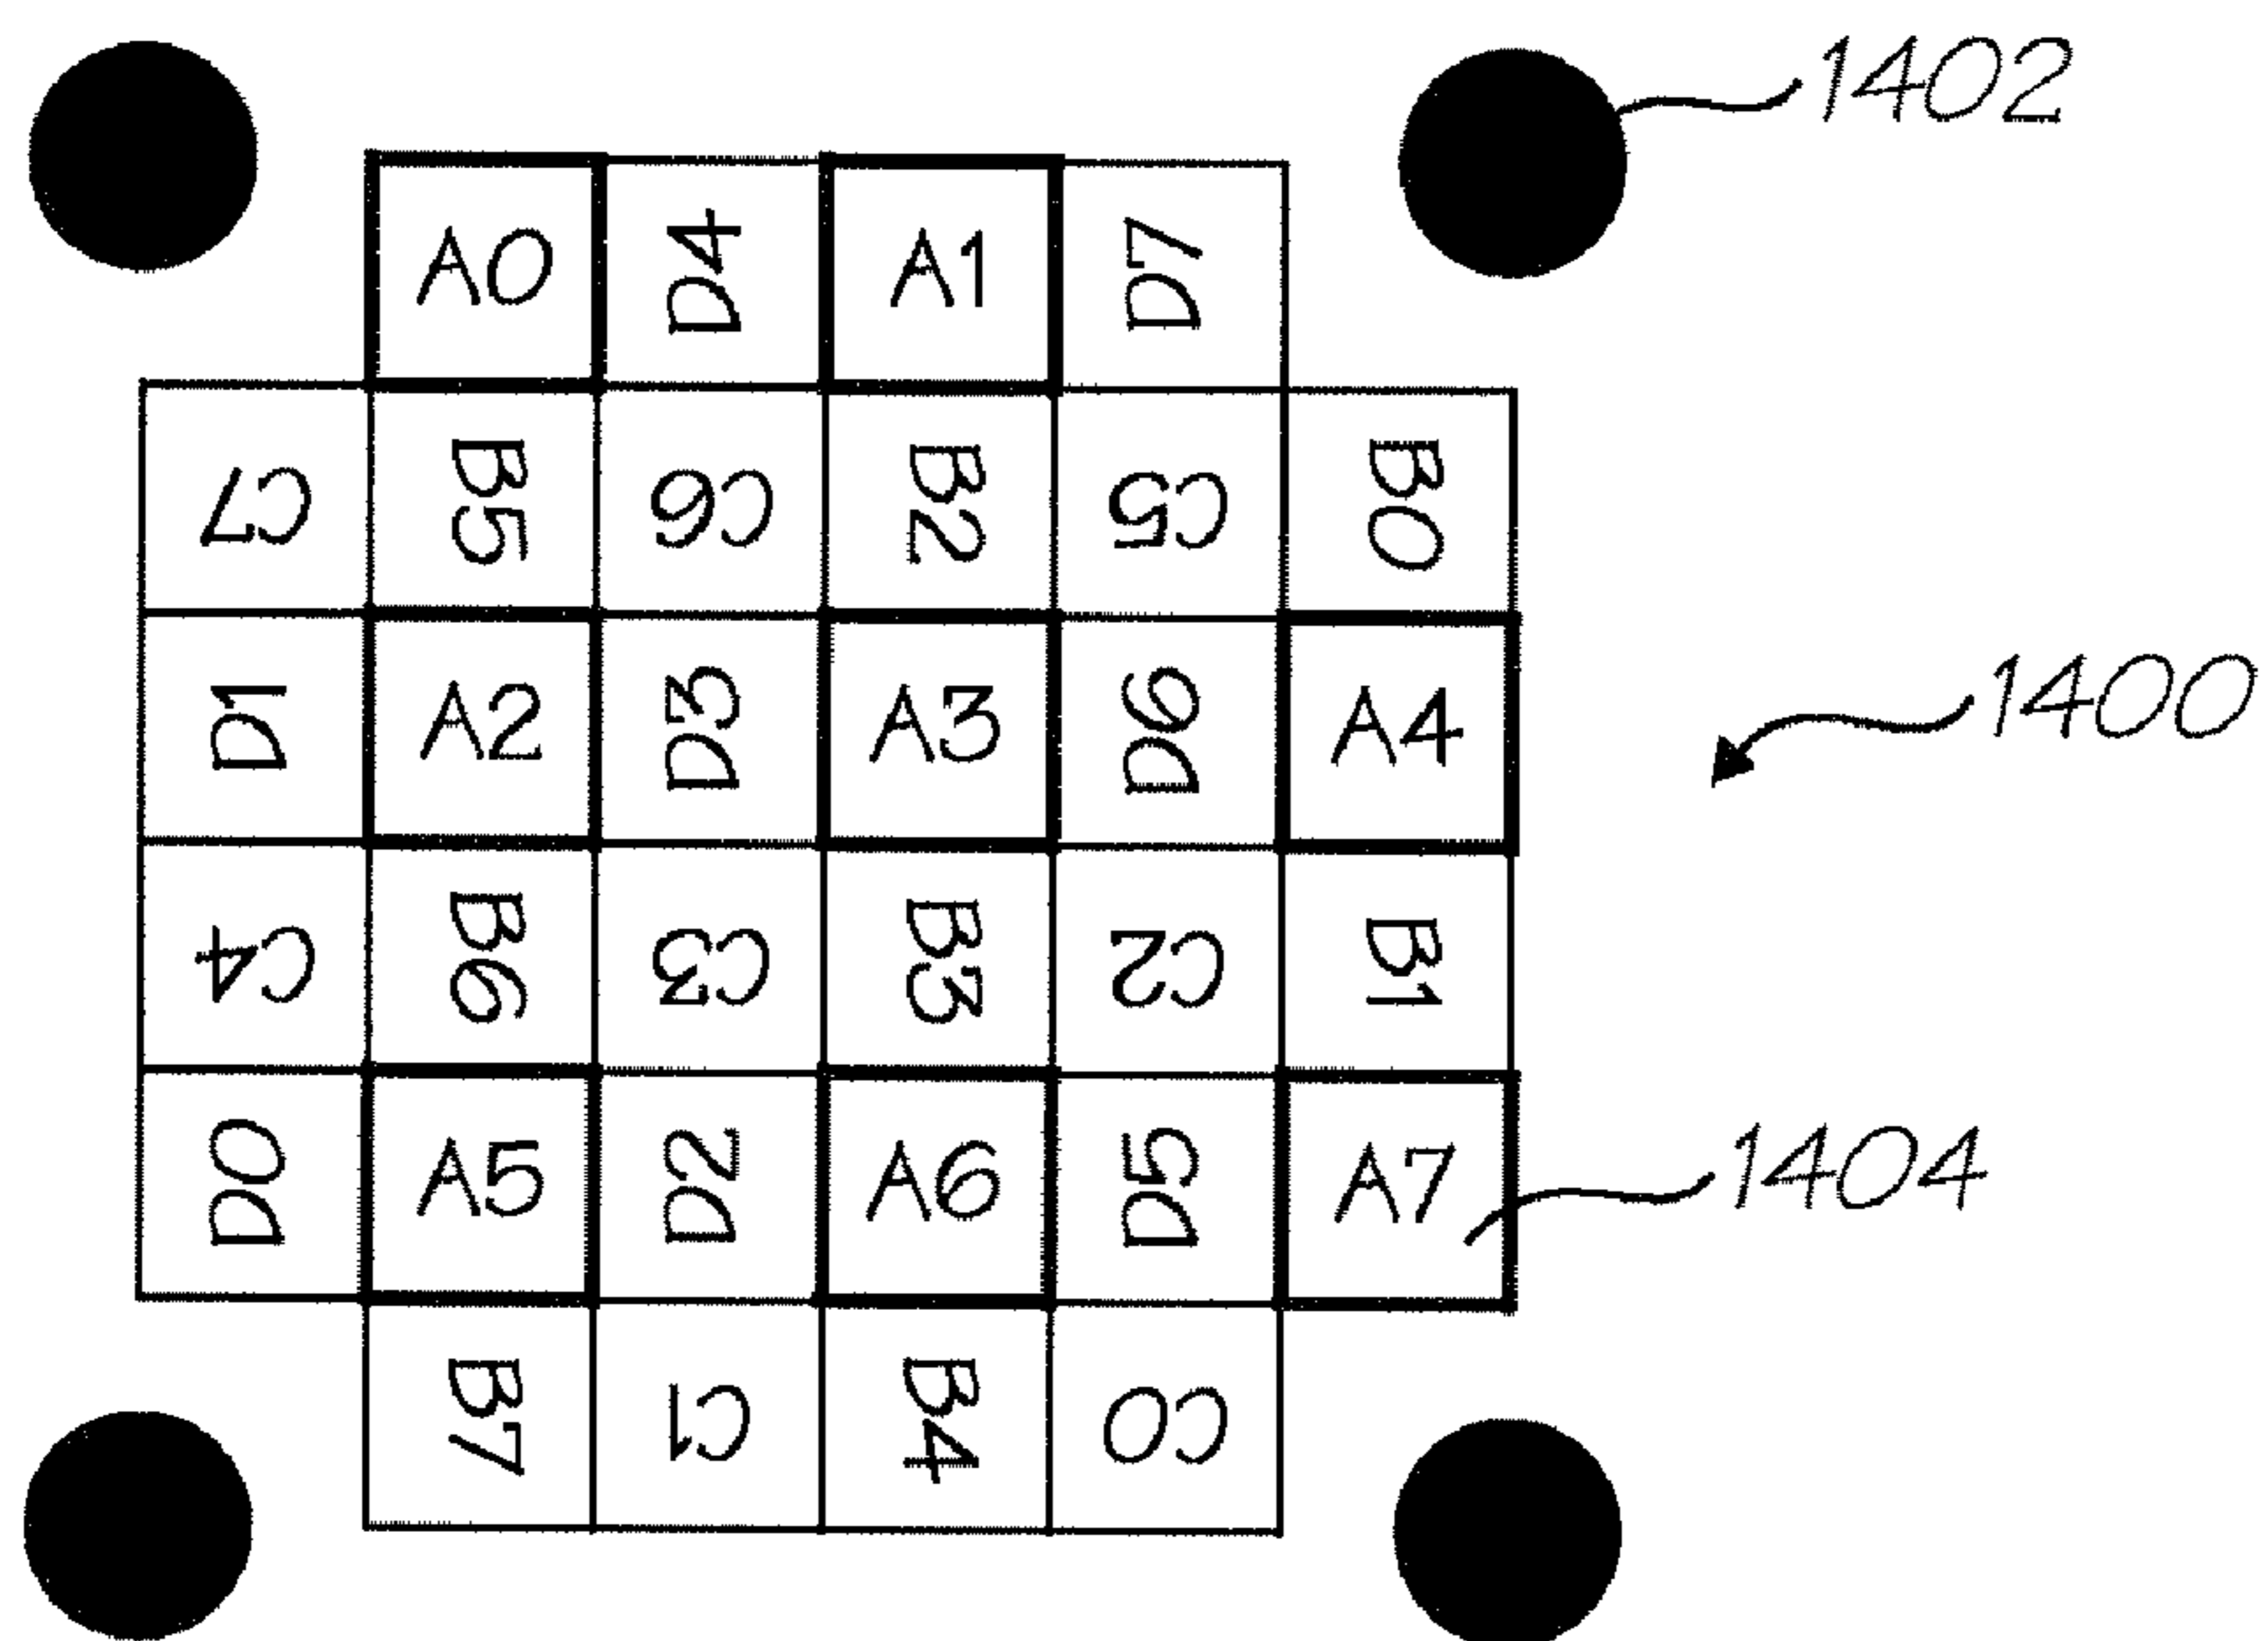 1402
A0 D4 A1 D7
C7 B5 C6 B2 C5 B0
D1 A2 D3 A3 D6 A4
1400
C4 B6 C3 B3 C2 B1
D0 A5 D2 A6 D5 A7
1404
B7 C1 B4 C0